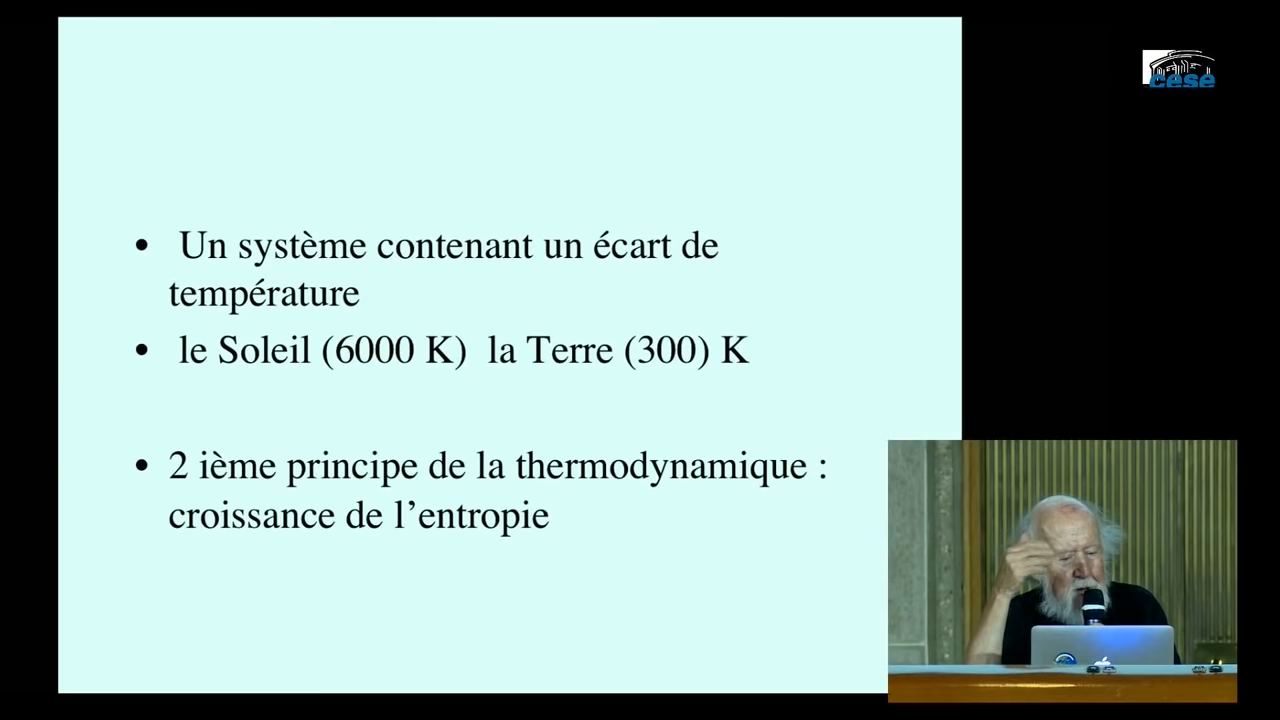 cese
• Un système contenant un écart de
température
• le Soleil (6000 K)  la Terre (300) K
• 2 ième principe de la thermodynamique :
croissance de l’entropie